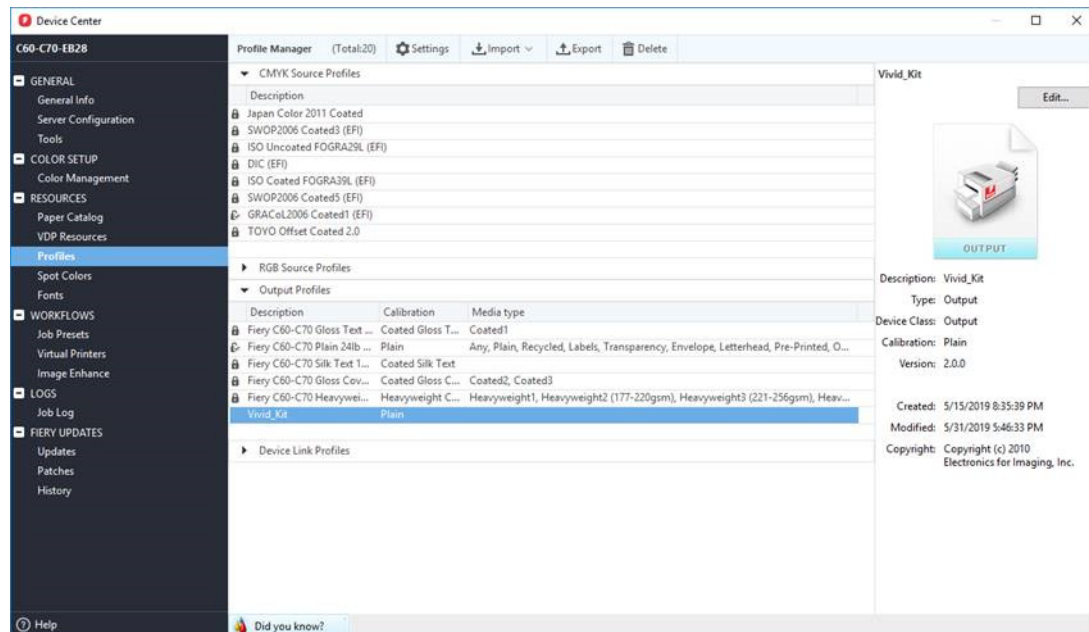 Device Center
C60-C70-EB28
GENERAL
General Info
Server Configuration
Tools
COLOR SETUP
Color Management
RESOURCES
Paper Catalog
VDP Resources
Profiles
Spot Colors
Fonts
WORKFLOWS
Job Presets
Virtual Printers
Image Enhance
LOGS
Job Log
FIERY UPDATES
Updates
Patches
History
Help
Profile Manager (Total:20) Settings Import Export Delete
CMYK Source Profiles
Description
Japan Color 2011 Coated
SWOP2006 Coated3 (EFI)
ISO Uncoated FOGRA29L (EFI)
DIC (EFI)
ISO Coated FOGRA39L (EFI)
SWOP2006 Coated5 (EFI)
GRACoL2006 Coated1 (EFI)
TOYO Offset Coated 2.0
RGB Source Profiles
Output Profiles
Description Calibration Media type
Fiery C60-C70 Gloss Text ... Coated Gloss T... Coated1
Fiery C60-C70 Plain 24lb ... Plain Any, Plain, Recycled, Labels, Transparency, Envelope, Letterhead, Pre-Printed, O...
Fiery C60-C70 Silk Text 1... Coated Silk Text
Fiery C60-C70 Gloss Cov... Coated Gloss C... Coated2, Coated3
Fiery C60-C70 Heavywei... Heavyweight C... Heavyweight1, Heavyweight2 (177-220gsm), Heavyweight3 (221-256gsm), Heav...
Vivid_Kit Plain
Device Link Profiles
Did you know?
Vivid_Kit
Edit...
OUTPUT
Description: Vivid_Kit
Type: Output
Device Class: Output
Calibration: Plain
Version: 2.0.0
Created: 5/15/2019 8:35:39 PM
Modified: 5/31/2019 5:46:33 PM
Copyright: Copyright (c) 2010
Electronics for Imaging, Inc.